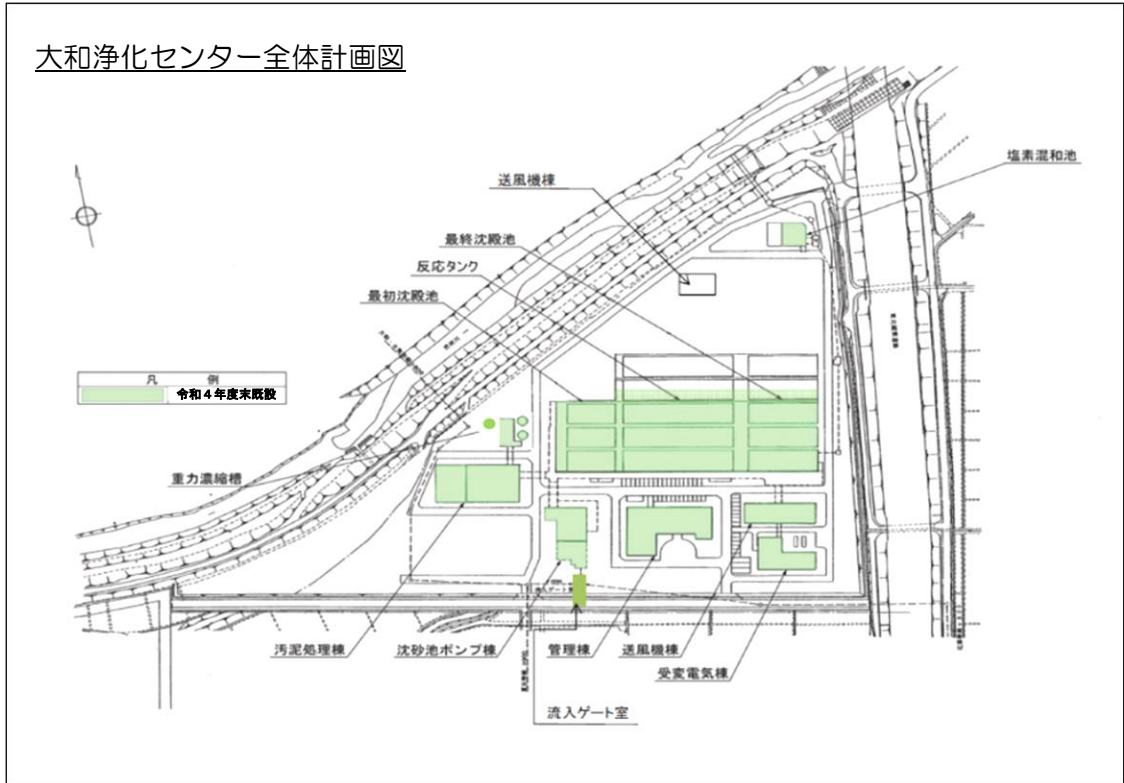 大和浄化センター全体計画図
塩素混和池
送風機棟
最終沈殿池
反応タンク
最初沈殿池
凡 例
令和４年度末既設
重力濃縮槽
汚泥処理棟
沈砂池ポンプ棟
管理棟
送風機棟
受変電気棟
流入ゲート室